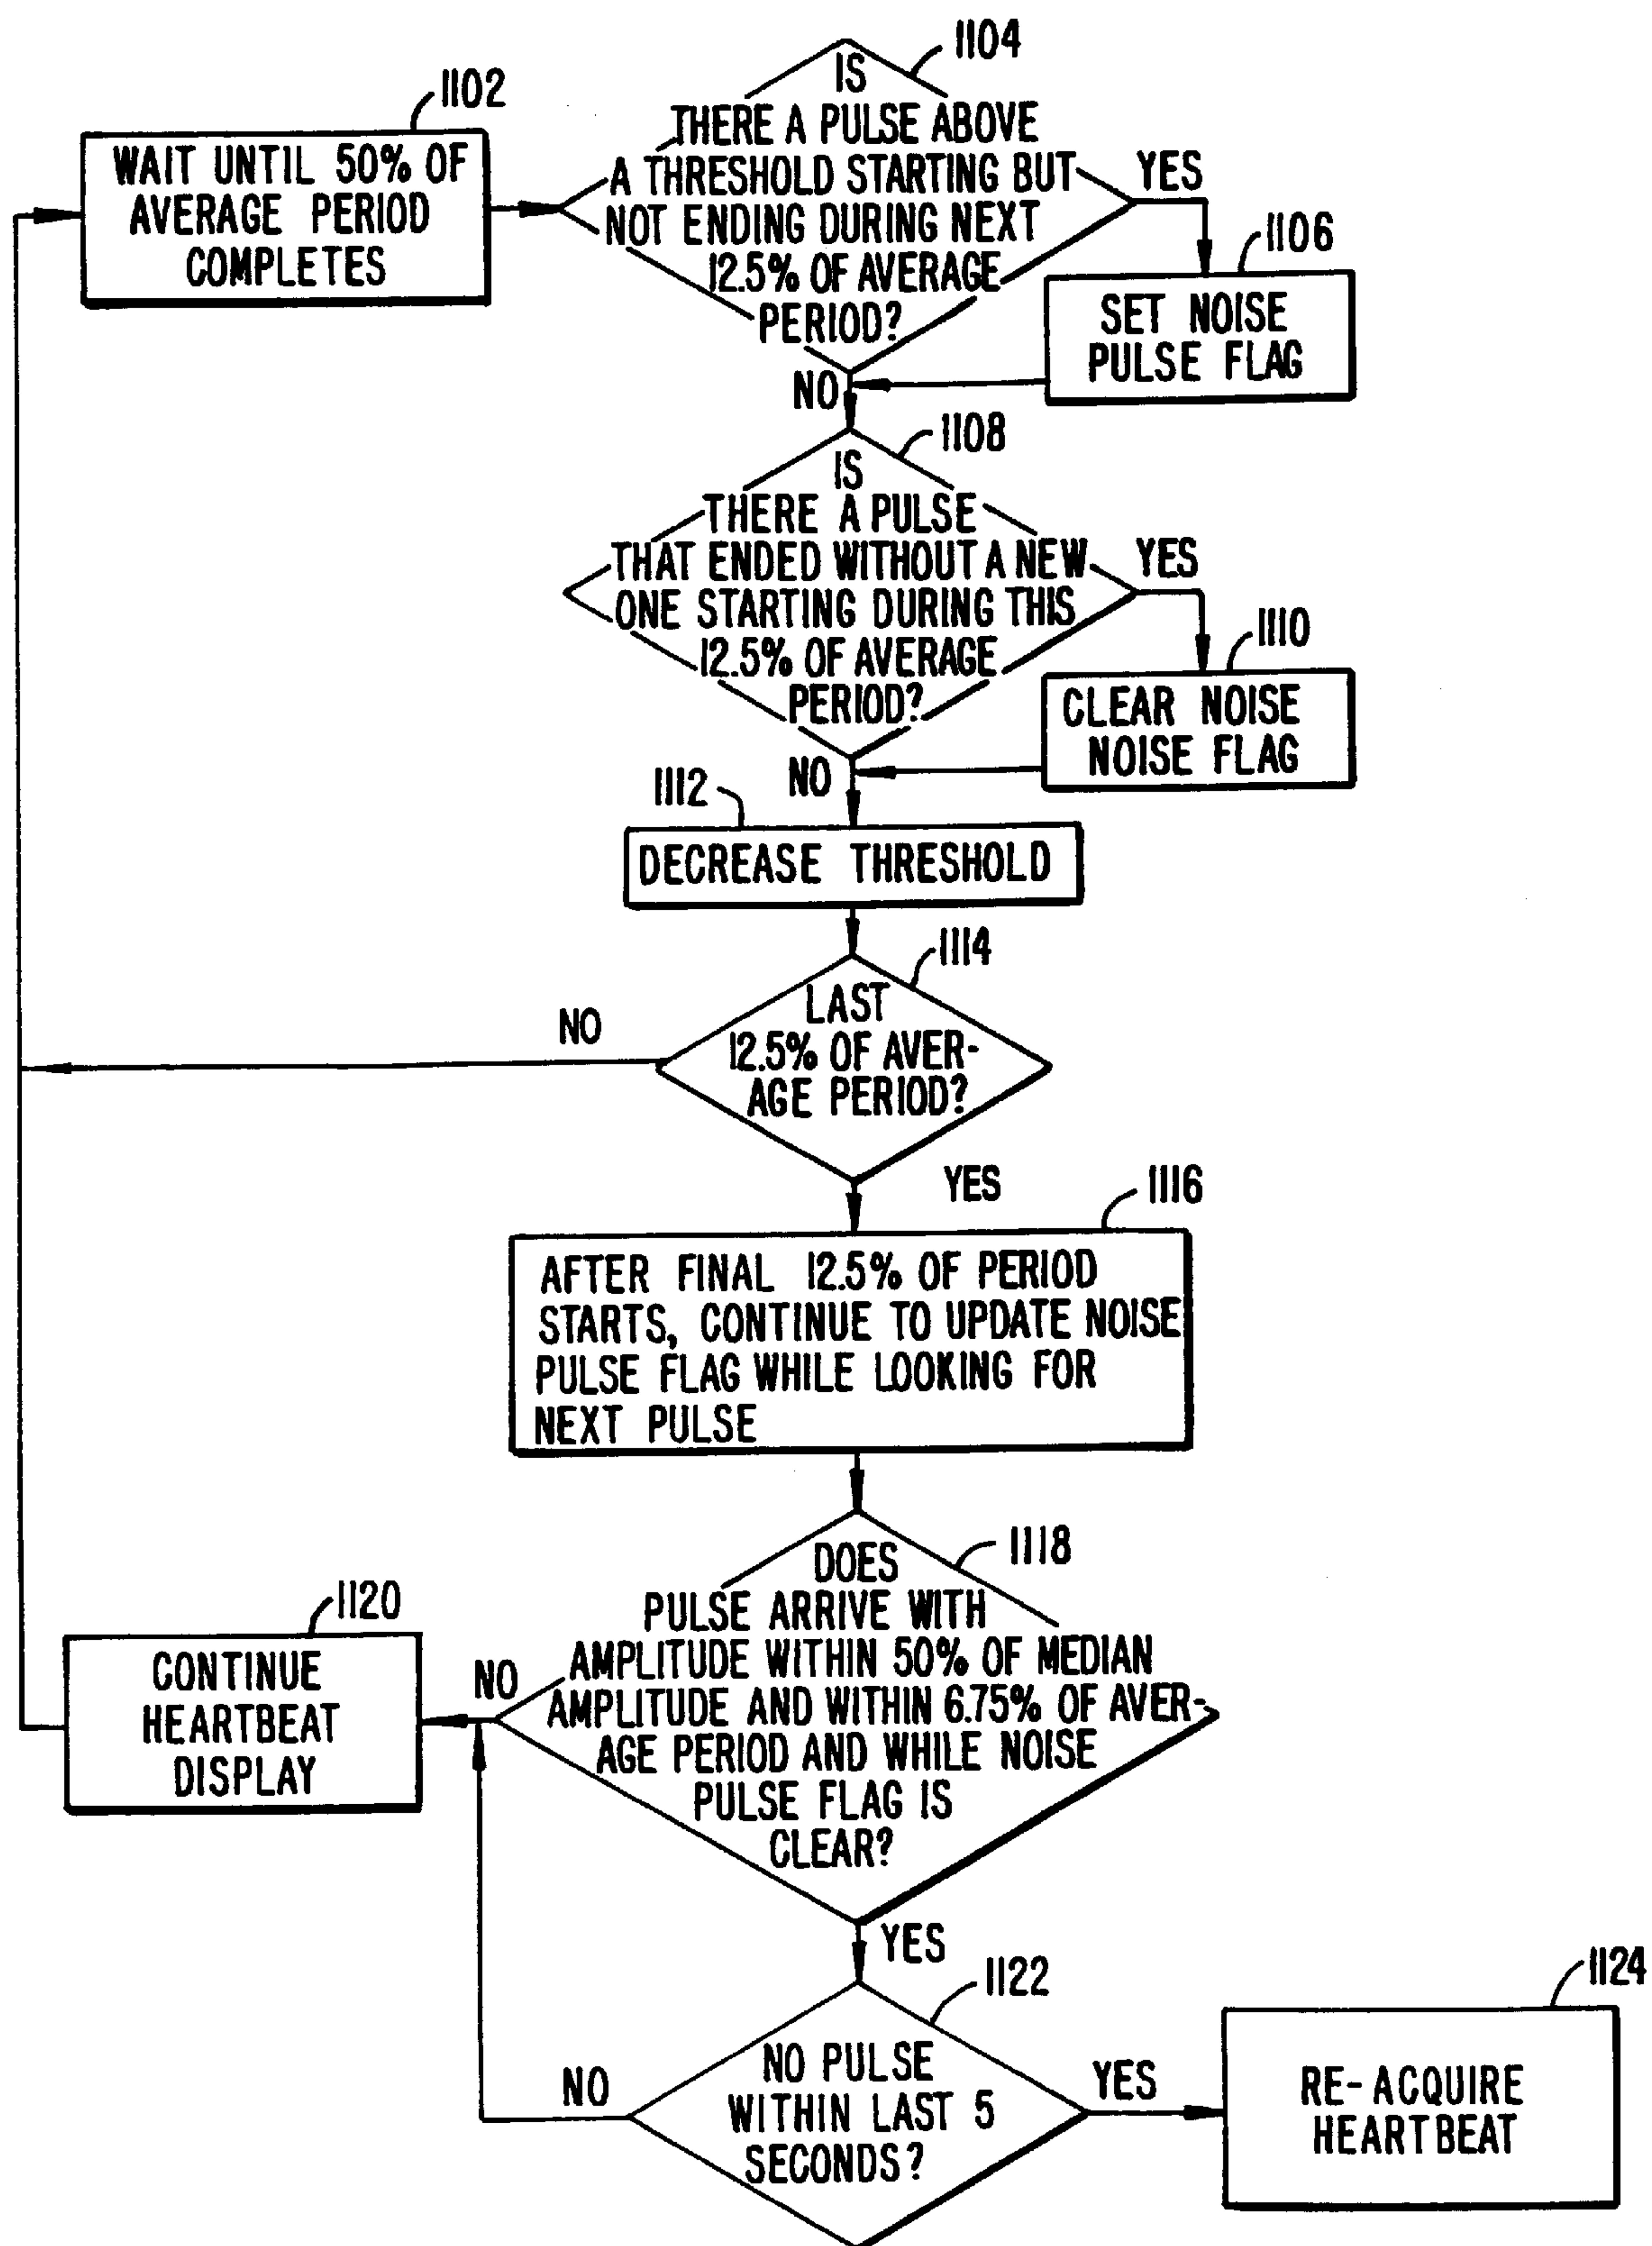 1102
WAIT UNTIL 50% OF
AVERAGE PERIOD
COMPLETES
1104
IS
THERE A PULSE ABOVE
A THRESHOLD STARTING BUT
NOT ENDING DURING NEXT
12.5% OF AVERAGE
PERIOD?
YES
1106
SET NOISE
PULSE FLAG
NO
1108
IS
THERE A PULSE
THAT ENDED WITHOUT A NEW
ONE STARTING DURING THIS
12.5% OF AVERAGE
PERIOD?
YES
1110
CLEAR NOISE
NOISE FLAG
NO
1112
DECREASE THRESHOLD
1114
LAST
12.5% OF AVER-
AGE PERIOD?
NO
YES
1116
AFTER FINAL 12.5% OF PERIOD
STARTS, CONTINUE TO UPDATE NOISE
PULSE FLAG WHILE LOOKING FOR
NEXT PULSE
1118
DOES
PULSE ARRIVE WITH
AMPLITUDE WITHIN 50% OF MEDIAN
AMPLITUDE AND WITHIN 6.75% OF AVER-
AGE PERIOD AND WHILE NOISE
PULSE FLAG IS
CLEAR?
NO
1120
CONTINUE
HEARTBEAT
DISPLAY
YES
1122
NO PULSE
WITHIN LAST 5
SECONDS?
NO
YES
1124
RE-ACQUIRE
HEARTBEAT